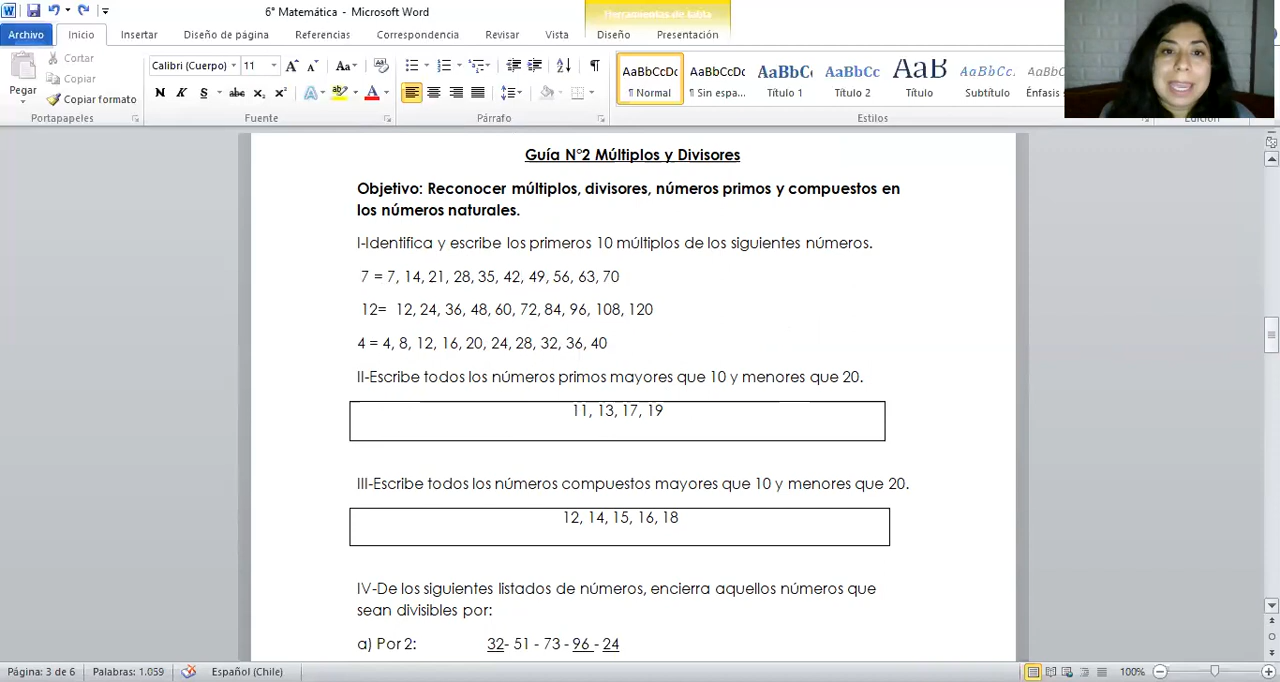 6° Matemática - Microsoft Word
Herramientas de tabla
Archivo Inicio Insertar Diseño de página Referencias Correspondencia Revisar Vista Diseño Presentación
Cortar
Copiar
Copiar formato
Pegar
Portapapeles
Calibri (Cuerpo) 11
N K S abc x₂ x²
Fuente
Párrafo
AaBbCcDc AaBbCcDc AaBbC AaBbCc AaB AaBbCc AaBbCc
¶ Normal ¶ Sin espa... Título 1 Título 2 Título Subtítulo Énfasis
Estilos
Edición
Guía N°2 Múltiplos y Divisores
Objetivo: Reconocer múltiplos, divisores, números primos y compuestos en
los números naturales.
I-Identifica y escribe los primeros 10 múltiplos de los siguientes números.
7 = 7, 14, 21, 28, 35, 42, 49, 56, 63, 70
12= 12, 24, 36, 48, 60, 72, 84, 96, 108, 120
4 = 4, 8, 12, 16, 20, 24, 28, 32, 36, 40
II-Escribe todos los números primos mayores que 10 y menores que 20.
11, 13, 17, 19
III-Escribe todos los números compuestos mayores que 10 y menores que 20.
12, 14, 15, 16, 18
IV-De los siguientes listados de números, encierra aquellos números que
sean divisibles por:
a) Por 2: 32- 51 - 73 - 96 - 24
Página: 3 de 6 Palabras: 1.059 Español (Chile) 100%